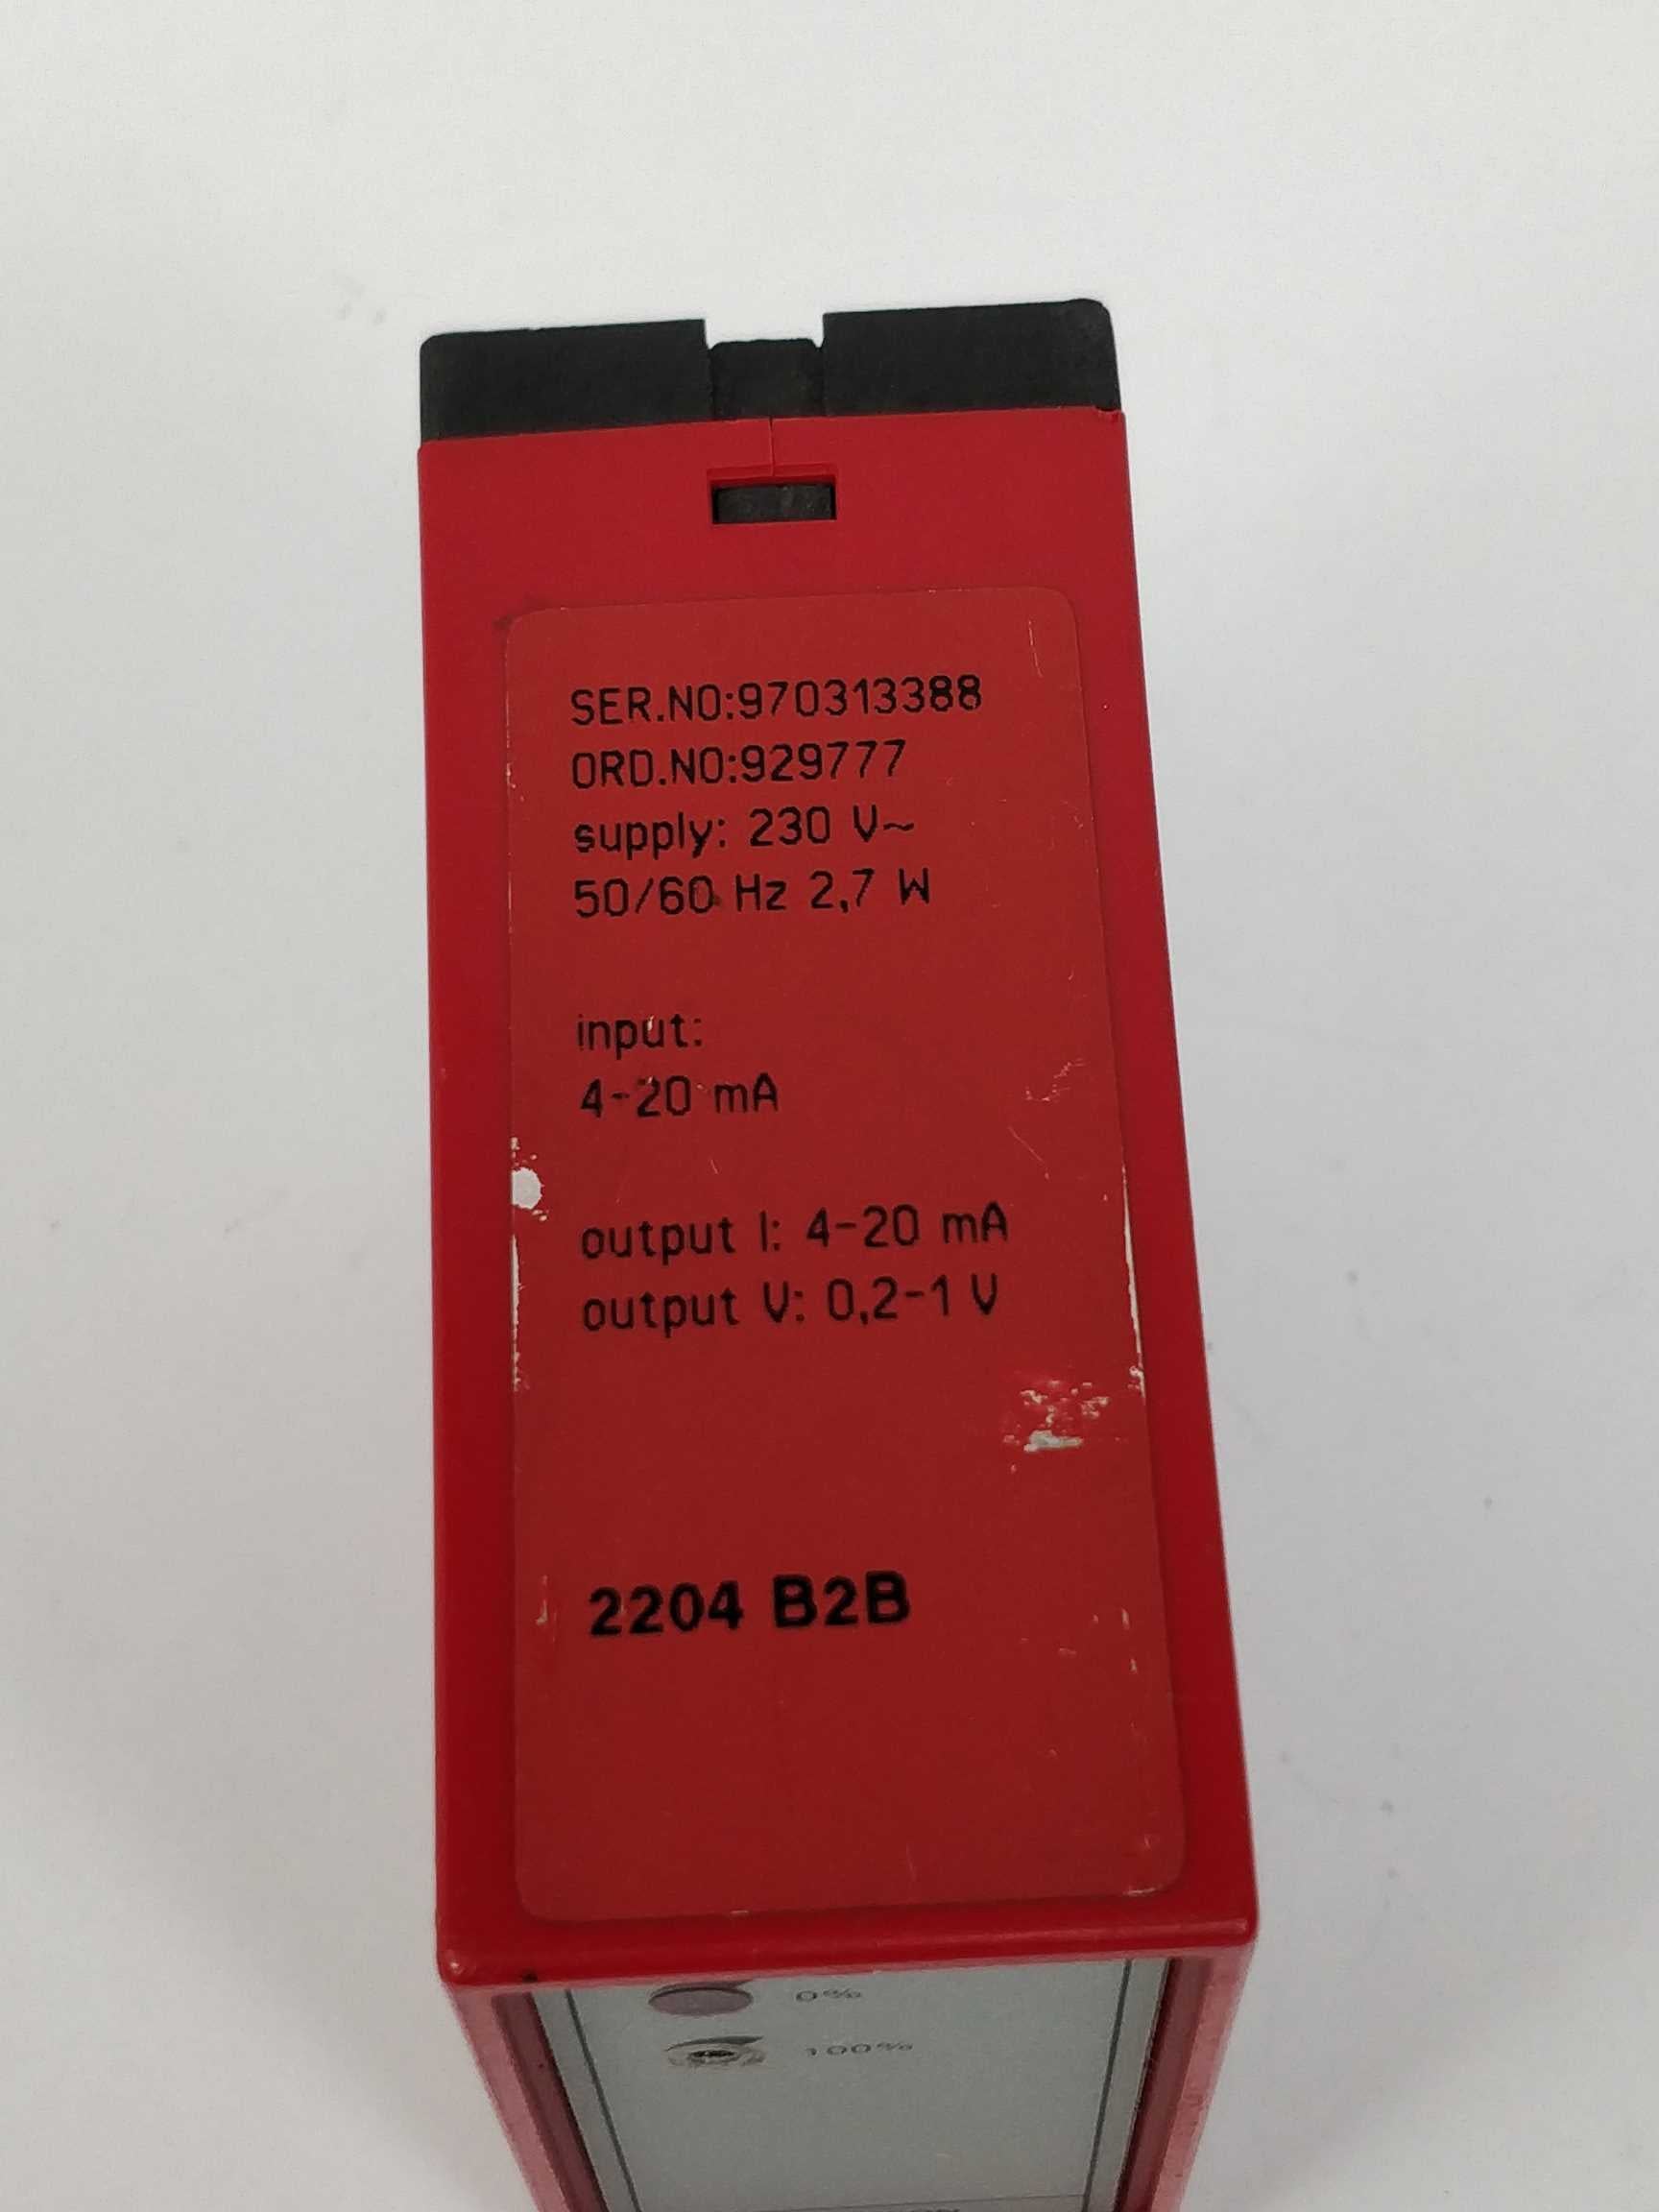 SER.NO:970313388
ORD.NO:929777
supply: 230 V~
50/60 Hz 2,7 W
input:
4-20 mA
output I: 4-20 mA
output V: 0,2-1 V
2204 B2B
0%
100%